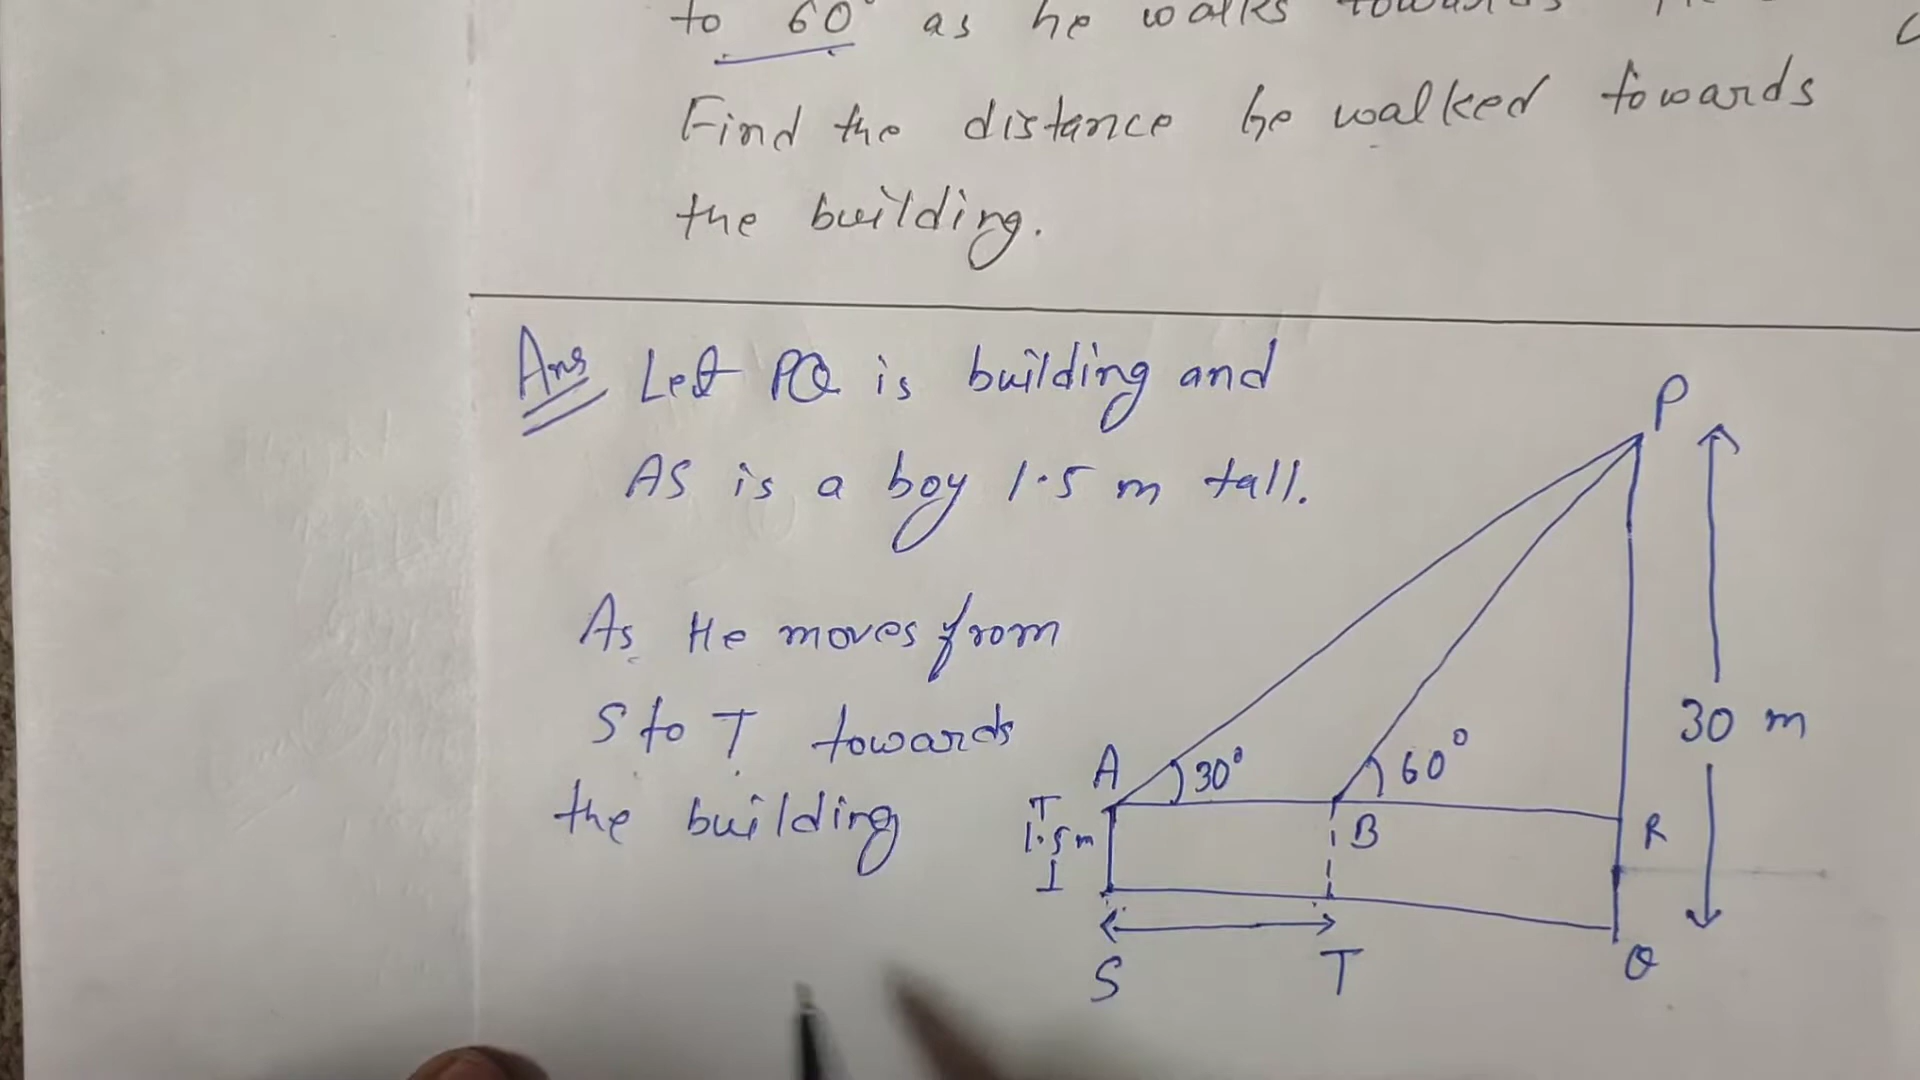 to 60° as he walks towards
Find the distance he walked towards
the building.
Ans Let PQ is building and
AS is a boy 1.5 m tall.
As He moves from
S to T towards
the building
P
30 m
A 30° 60°
1.5 m B R
S T Q